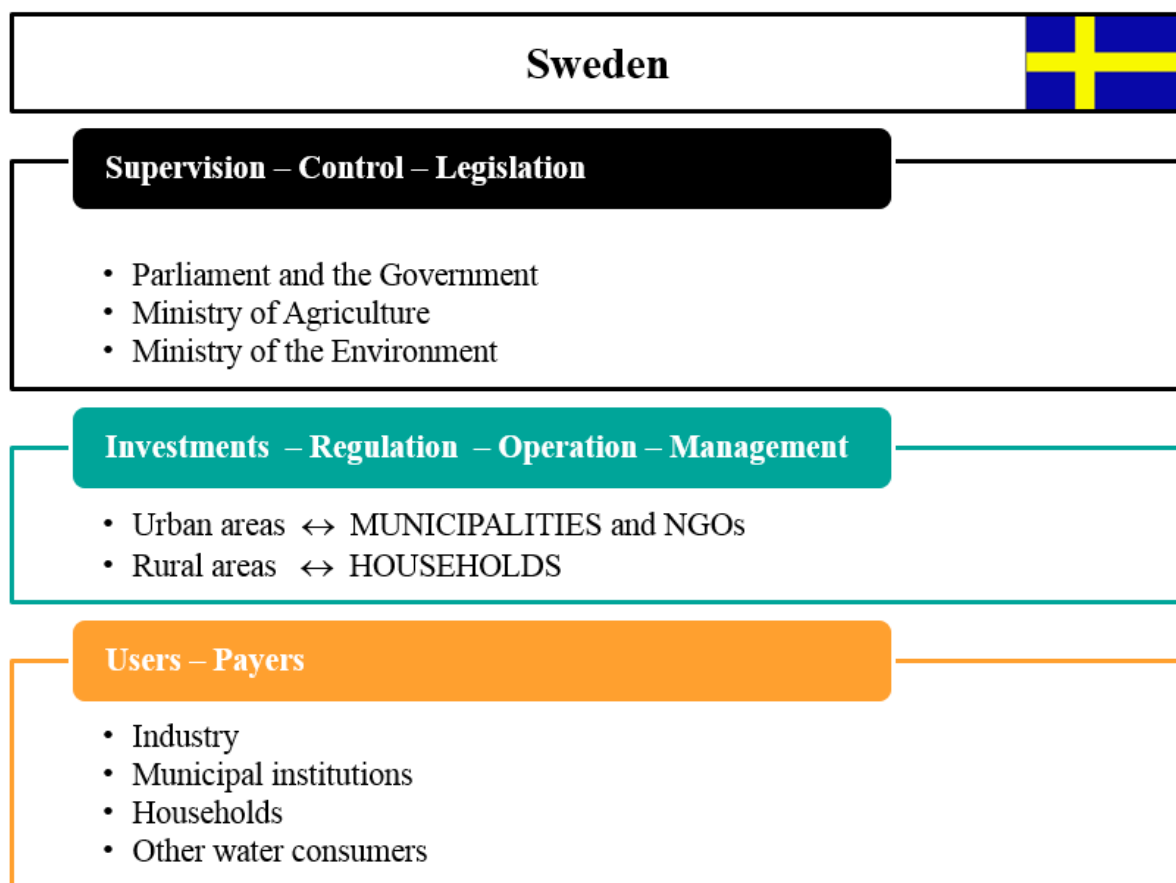 Sweden
Supervision – Control – Legislation
• Parliament and the Government
• Ministry of Agriculture
• Ministry of the Environment
Investments – Regulation – Operation – Management
• Urban areas ↔ MUNICIPALITIES and NGOs
• Rural areas ↔ HOUSEHOLDS
Users – Payers
• Industry
• Municipal institutions
• Households
• Other water consumers